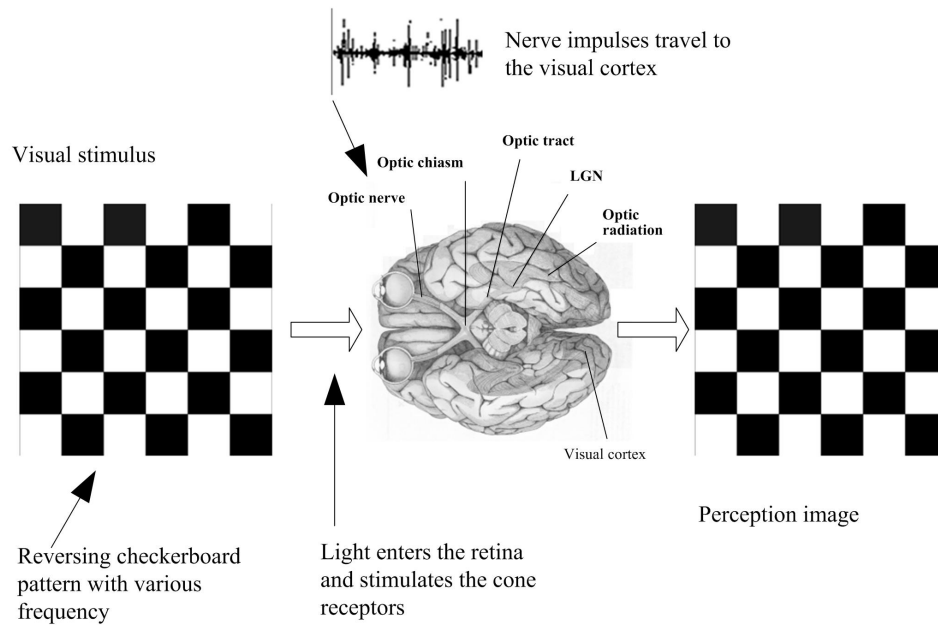 Nerve impulses travel to
the visual cortex
Visual stimulus
Optic chiasm
Optic tract
Optic nerve
LGN
Optic
radiation
Visual cortex
Perception image
Reversing checkerboard
pattern with various
frequency
Light enters the retina
and stimulates the cone
receptors